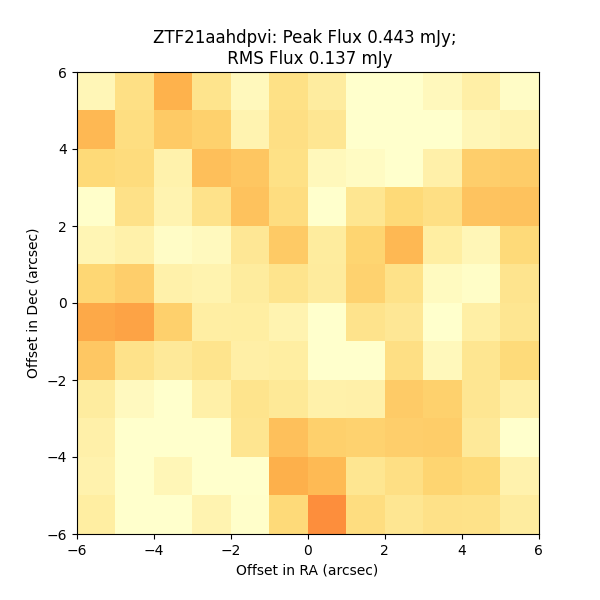 ZTF21aahdpvi: Peak Flux 0.443 mJy;
RMS Flux 0.137 mJy
6
4
2
0
−2
−4
−6
Offset in Dec (arcsec)
−6 −4 −2 0 2 4 6
Offset in RA (arcsec)